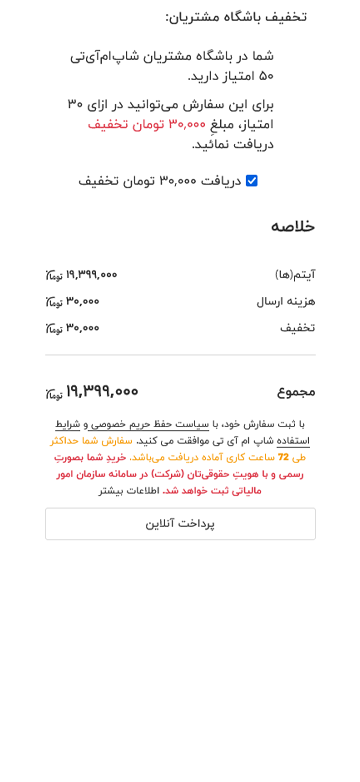 تخفیف باشگاه مشتریان:
شما در باشگاه مشتریان شاپ‌ام‌آی‌تی
۵۰ امتیاز دارید.
برای این سفارش می‌توانید در ازای ۳۰
امتیاز، مبلغِ ۳۰,۰۰۰ تومان تخفیف
دریافت نمائید.
دریافت ۳۰,۰۰۰ تومان تخفیف
خلاصه
آیتم(ها) ۱۹,۳۹۹,۰۰۰ تومان
هزینه ارسال ۳۰,۰۰۰ تومان
تخفیف ۳۰,۰۰۰ تومان
مجموع ۱۹,۳۹۹,۰۰۰ تومان
با ثبت سفارش خود، با سیاست حفظ حریم خصوصی و شرایط
استفاده شاپ ام آی تی موافقت می کنید. سفارش شما حداکثر
طی 72 ساعت کاری آماده دریافت می‌باشد. خریدِ شما بصورتِ
رسمی و با هویتِ حقوقی‌تان (شرکت) در سامانه سازمان امور
مالیاتی ثبت خواهد شد. اطلاعات بیشتر
پرداخت آنلاین